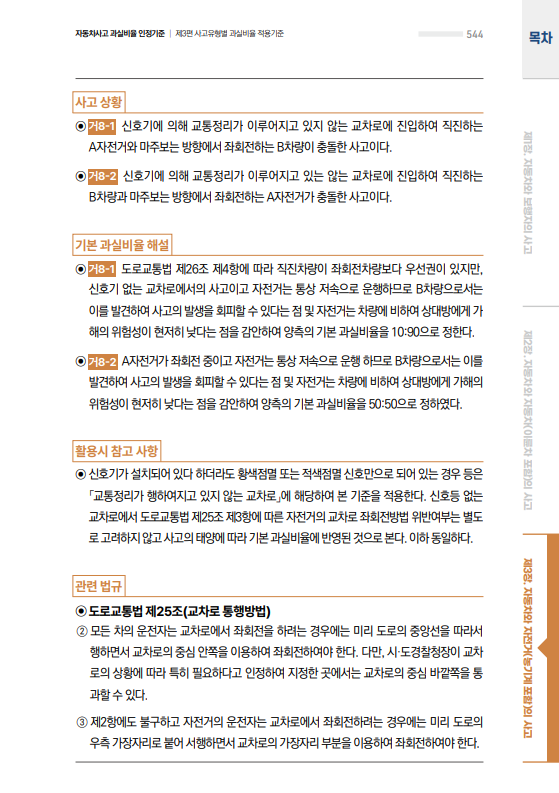 자동차사고 과실비율 인정기준 | 제3편 사고유형별 과실비율 적용기준
544
목차
사고 상황
◉ 거8-1 신호기에 의해 교통정리가 이루어지고 있지 않는 교차로에 진입하여 직진하는
A자전거와 마주보는 방향에서 좌회전하는 B차량이 충돌한 사고이다.
◉ 거8-2 신호기에 의해 교통정리가 이루어지고 있는 않는 교차로에 진입하여 직진하는
B차량과 마주보는 방향에서 좌회전하는 A자전거가 충돌한 사고이다.
기본 과실비율 해설
◉ 거8-1 도로교통법 제26조 제4항에 따라 직진차량이 좌회전차량보다 우선권이 있지만,
신호기 없는 교차로에서의 사고이고 자전거는 통상 저속으로 운행하므로 B차량으로서는
이를 발견하여 사고의 발생을 회피할 수 있다는 점 및 자전거는 차량에 비하여 상대방에게 가
해의 위험성이 현저히 낮다는 점을 감안하여 양측의 기본 과실비율을 10:90으로 정한다.
◉ 거8-2 A자전거가 좌회전 중이고 자전거는 통상 저속으로 운행 하므로 B차량으로서는 이를
발견하여 사고의 발생을 회피할 수 있다는 점 및 자전거는 차량에 비하여 상대방에게 가해의
위험성이 현저히 낮다는 점을 감안하여 양측의 기본 과실비율을 50:50으로 정하였다.
활용시 참고 사항
◉ 신호기가 설치되어 있다 하더라도 황색점멸 또는 적색점멸 신호만으로 되어 있는 경우 등은
「교통정리가 행하여지고 있지 않는 교차로」에 해당하여 본 기준을 적용한다. 신호등 없는
교차로에서 도로교통법 제25조 제3항에 따른 자전거의 교차로 좌회전방법 위반여부는 별도
로 고려하지 않고 사고의 태양에 따라 기본 과실비율에 반영된 것으로 본다. 이하 동일하다.
관련 법규
◉ 도로교통법 제25조(교차로 통행방법)
② 모든 차의 운전자는 교차로에서 좌회전을 하려는 경우에는 미리 도로의 중앙선을 따라서
행하면서 교차로의 중심 안쪽을 이용하여 좌회전하여야 한다. 다만, 시·도경찰청장이 교차
로의 상황에 따라 특히 필요하다고 인정하여 지정한 곳에서는 교차로의 중심 바깥쪽을 통
과할 수 있다.
③ 제2항에도 불구하고 자전거의 운전자는 교차로에서 좌회전하려는 경우에는 미리 도로의
우측 가장자리로 붙어 서행하면서 교차로의 가장자리 부분을 이용하여 좌회전하여야 한다.
제1장. 자동차와 보행자의 사고
제2장. 자동차와 자동차(이륜차 포함)의 사고
제3장. 자동차와 자전거(농기계 포함)의 사고